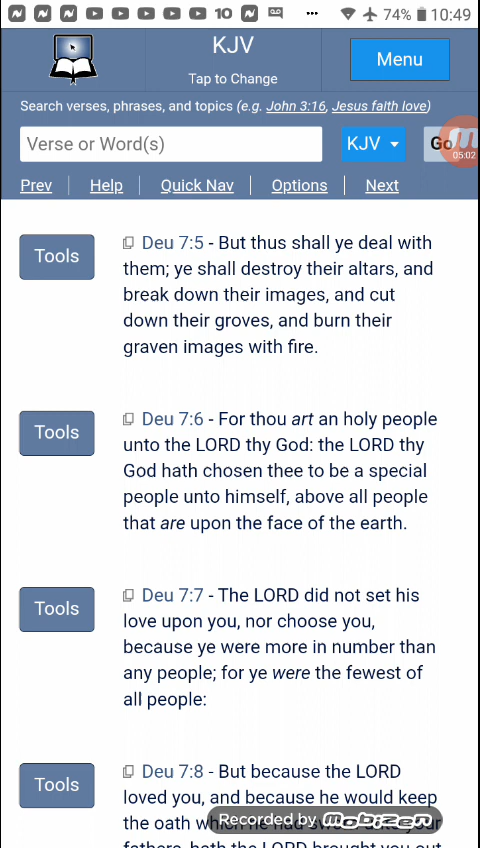 10 74% 10:49
KJV
Tap to Change
Menu
Search verses, phrases, and topics (e.g. John 3:16, Jesus faith love)
Verse or Word(s)
KJV
Go
05:02
Prev Help Quick Nav Options Next
Tools
Deu 7:5 - But thus shall ye deal with
them; ye shall destroy their altars, and
break down their images, and cut
down their groves, and burn their
graven images with fire.
Tools
Deu 7:6 - For thou art an holy people
unto the LORD thy God: the LORD thy
God hath chosen thee to be a special
people unto himself, above all people
that are upon the face of the earth.
Tools
Deu 7:7 - The LORD did not set his
love upon you, nor choose you,
because ye were more in number than
any people; for ye were the fewest of
all people:
Tools
Deu 7:8 - But because the LORD
loved you, and because he would keep
the oath
Recorded by Mobizen